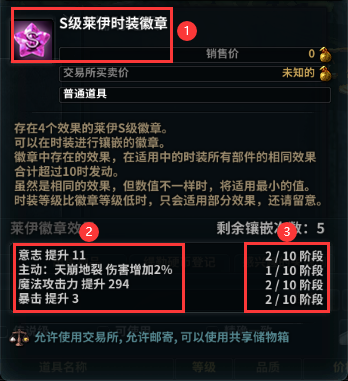 S级莱伊时装徽章
1
销售价 0
交易所买卖价 未知的
普通道具
存在4个效果的莱伊S级徽章。
可以在时装进行镶嵌的徽章。
徽章中存在的效果，在适用中的时装所有部件的相同效果
合计超过10时发动。
虽然是相同的效果，但数值不一样时，将适用最小的值。
时装等级比徽章等级低时，只会适用部分效果，还请留意。
莱伊徽章效 2 剩余镶嵌 3 数：5
意志 提升 11 2 / 10 阶段
主动：天崩地裂 伤害增加2% 2 / 10 阶段
魔法攻击力 提升 294 2 / 10 阶段
暴击 提升 3 2 / 10 阶段
允许使用交易所, 允许邮寄, 可以使用共享储物箱
道具名称 等级 品质